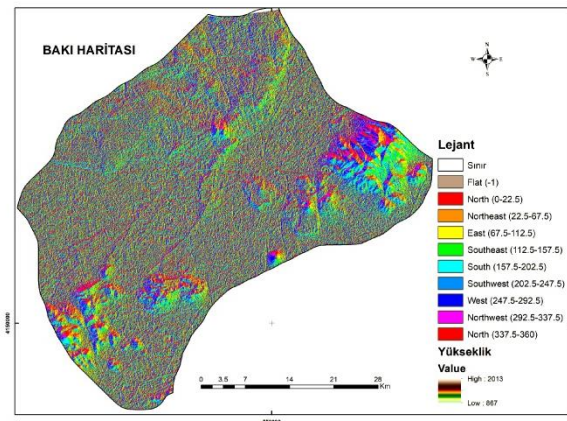 BAKI HARİTASI
N
W E
S
Lejant
Sınır
Flat (-1)
North (0-22.5)
Northeast (22.5-67.5)
East (67.5-112.5)
Southeast (112.5-157.5)
South (157.5-202.5)
Southwest (202.5-247.5)
West (247.5-292.5)
Northwest (292.5-337.5)
North (337.5-360)
Yükseklik
Value
High : 2013
Low : 867
0 3.5 7 14 21 28
Km